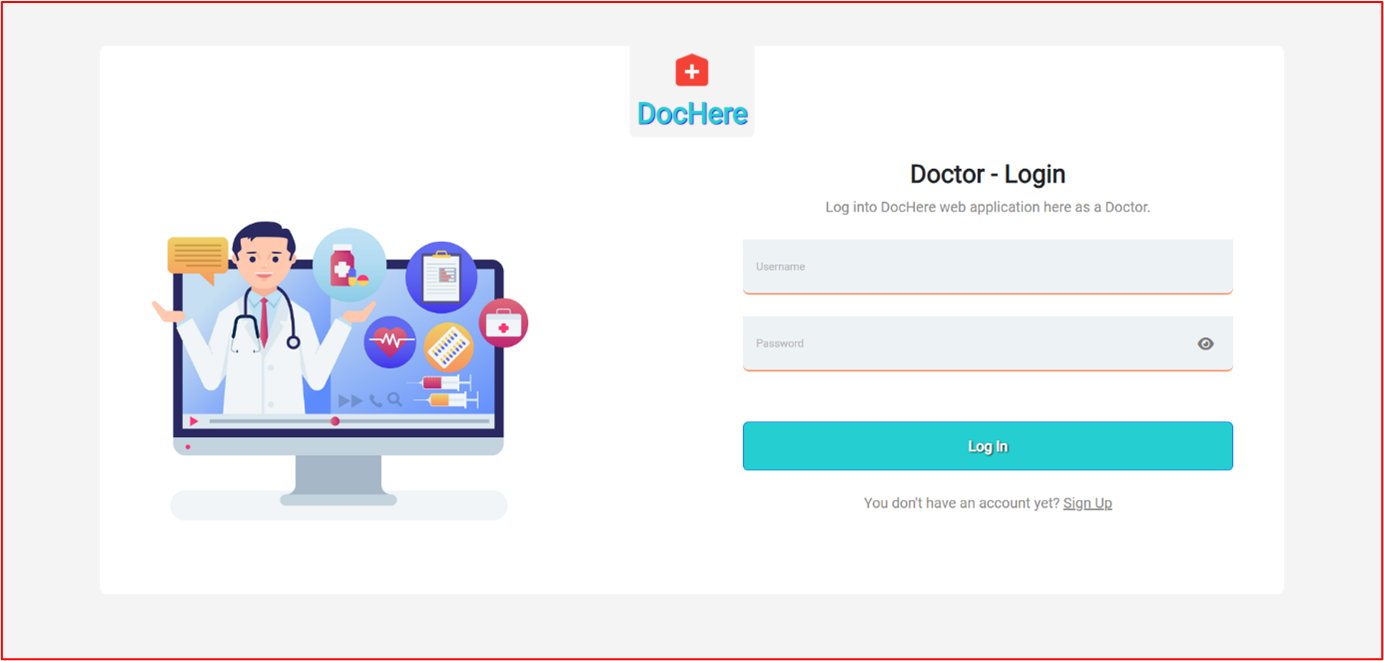 DocHere
Doctor - Login
Log into DocHere web application here as a Doctor.
Username
Password
Log In
You don't have an account yet? Sign Up